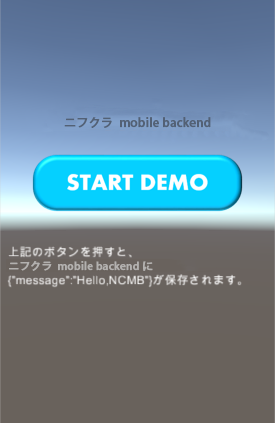 ニフクラ mobile backend
START DEMO
上記のボタンを押すと、
ニフクラ mobile backend に
{"message":"Hello,NCMB"}が保存されます。